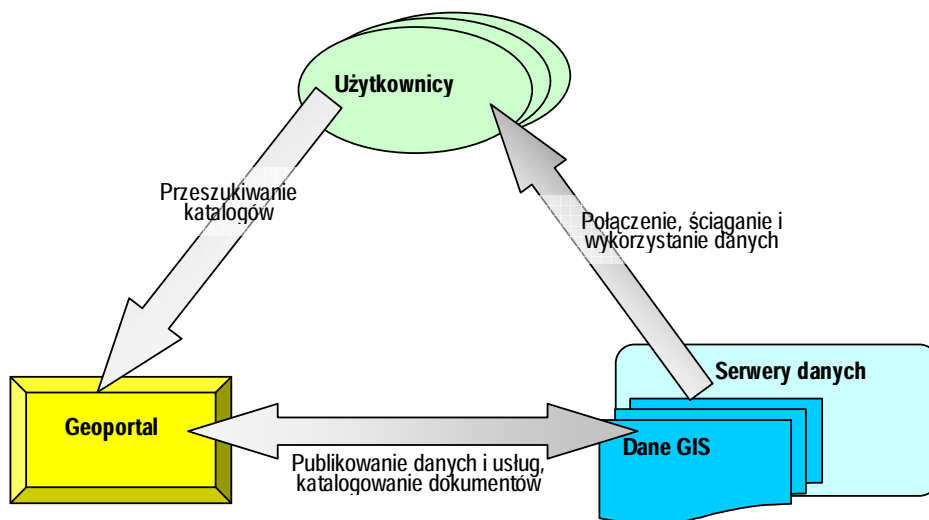 Użytkownicy
Przeszukiwanie
katalogów
Połączenie, ściąganie i
wykorzystanie danych
Serwery danych
Geoportal
Dane GIS
Publikowanie danych i usług,
katalogowanie dokumentów